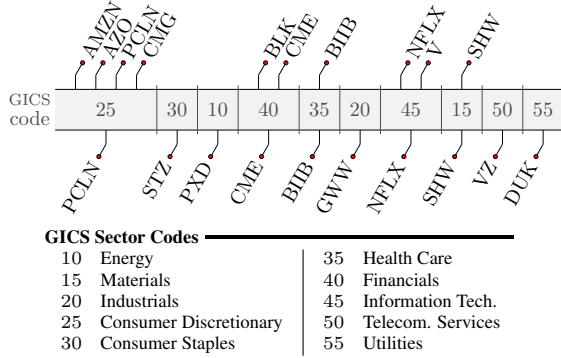 AMZN AZO PCLN CMG BLK CME BIIB NFLX V SHW
GICS
code
25 30 10 40 35 20 45 15 50 55
PCLN STZ PXD CME BIIB GWW NFLX SHW VZ DUK
GICS Sector Codes
10 Energy 35 Health Care
15 Materials 40 Financials
20 Industrials 45 Information Tech.
25 Consumer Discretionary 50 Telecom. Services
30 Consumer Staples 55 Utilities